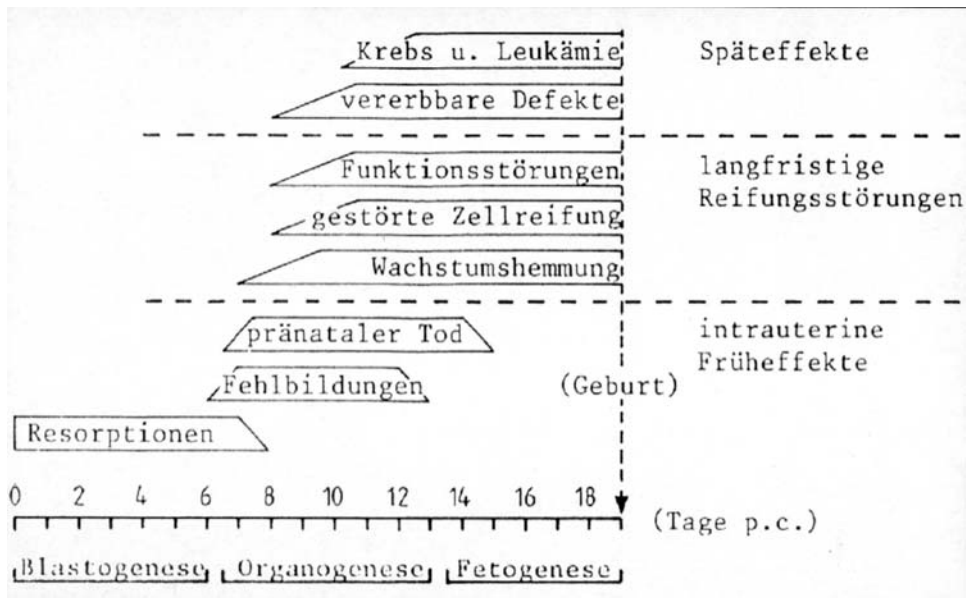 Krebs u. Leukämie
Späteffekte
vererbbare Defekte
Funktionsstörungen
langfristige
Reifungsstörungen
gestörte Zellreifung
Wachstumshemmung
pränataler Tod
intrauterine
Früheffekte
Fehlbildungen
(Geburt)
Resorptionen
0 2 4 6 8 10 12 14 16 18
(Tage p.c.)
Blastogenese Organogenese Fetogenese